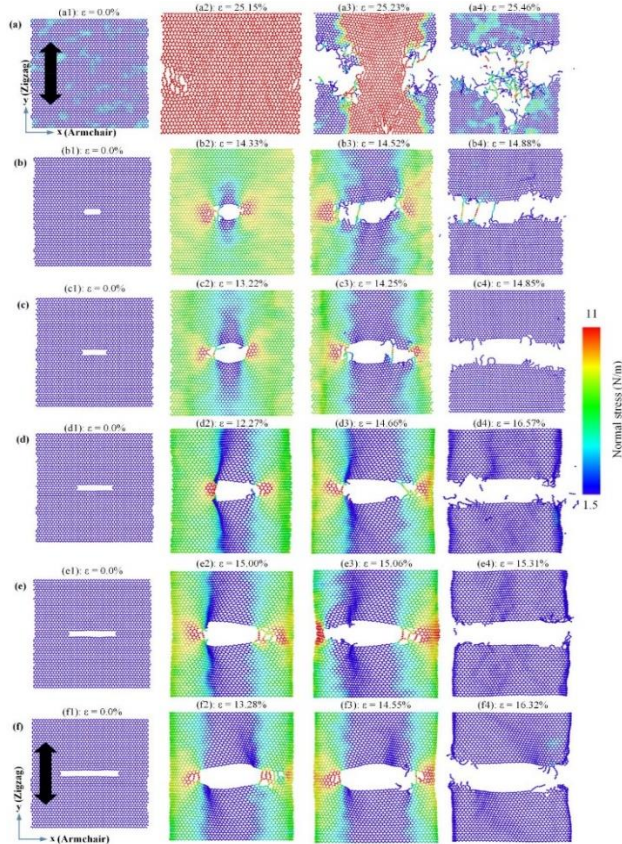 (a)
(a1): ε = 0.0%
(a2): ε = 25.15%
(a3): ε = 25.23%
(a4): ε = 25.46%
y (Zigzag)
x (Armchair)
(b)
(b1): ε = 0.0%
(b2): ε = 14.33%
(b3): ε = 14.52%
(b4): ε = 14.88%
(c)
(c1): ε = 0.0%
(c2): ε = 13.22%
(c3): ε = 14.25%
(c4): ε = 14.85%
11
Normal stress (N/m)
1.5
(d)
(d1): ε = 0.0%
(d2): ε = 12.27%
(d3): ε = 14.66%
(d4): ε = 16.57%
(e)
(e1): ε = 0.0%
(e2): ε = 15.00%
(e3): ε = 15.06%
(e4): ε = 15.31%
(f)
(f1): ε = 0.0%
(f2): ε = 13.28%
(f3): ε = 14.55%
(f4): ε = 16.32%
y (Zigzag)
x (Armchair)